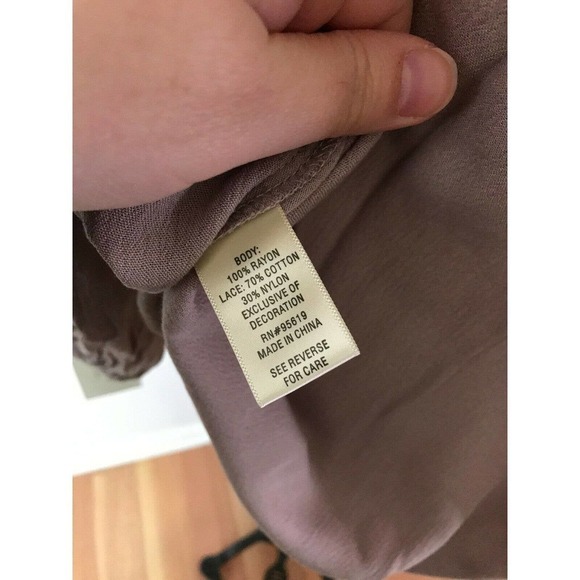 BODY:
100% RAYON
LACE: 70% COTTON
30% NYLON
EXCLUSIVE OF
DECORATION
RN#95619
MADE IN CHINA
SEE REVERSE
FOR CARE